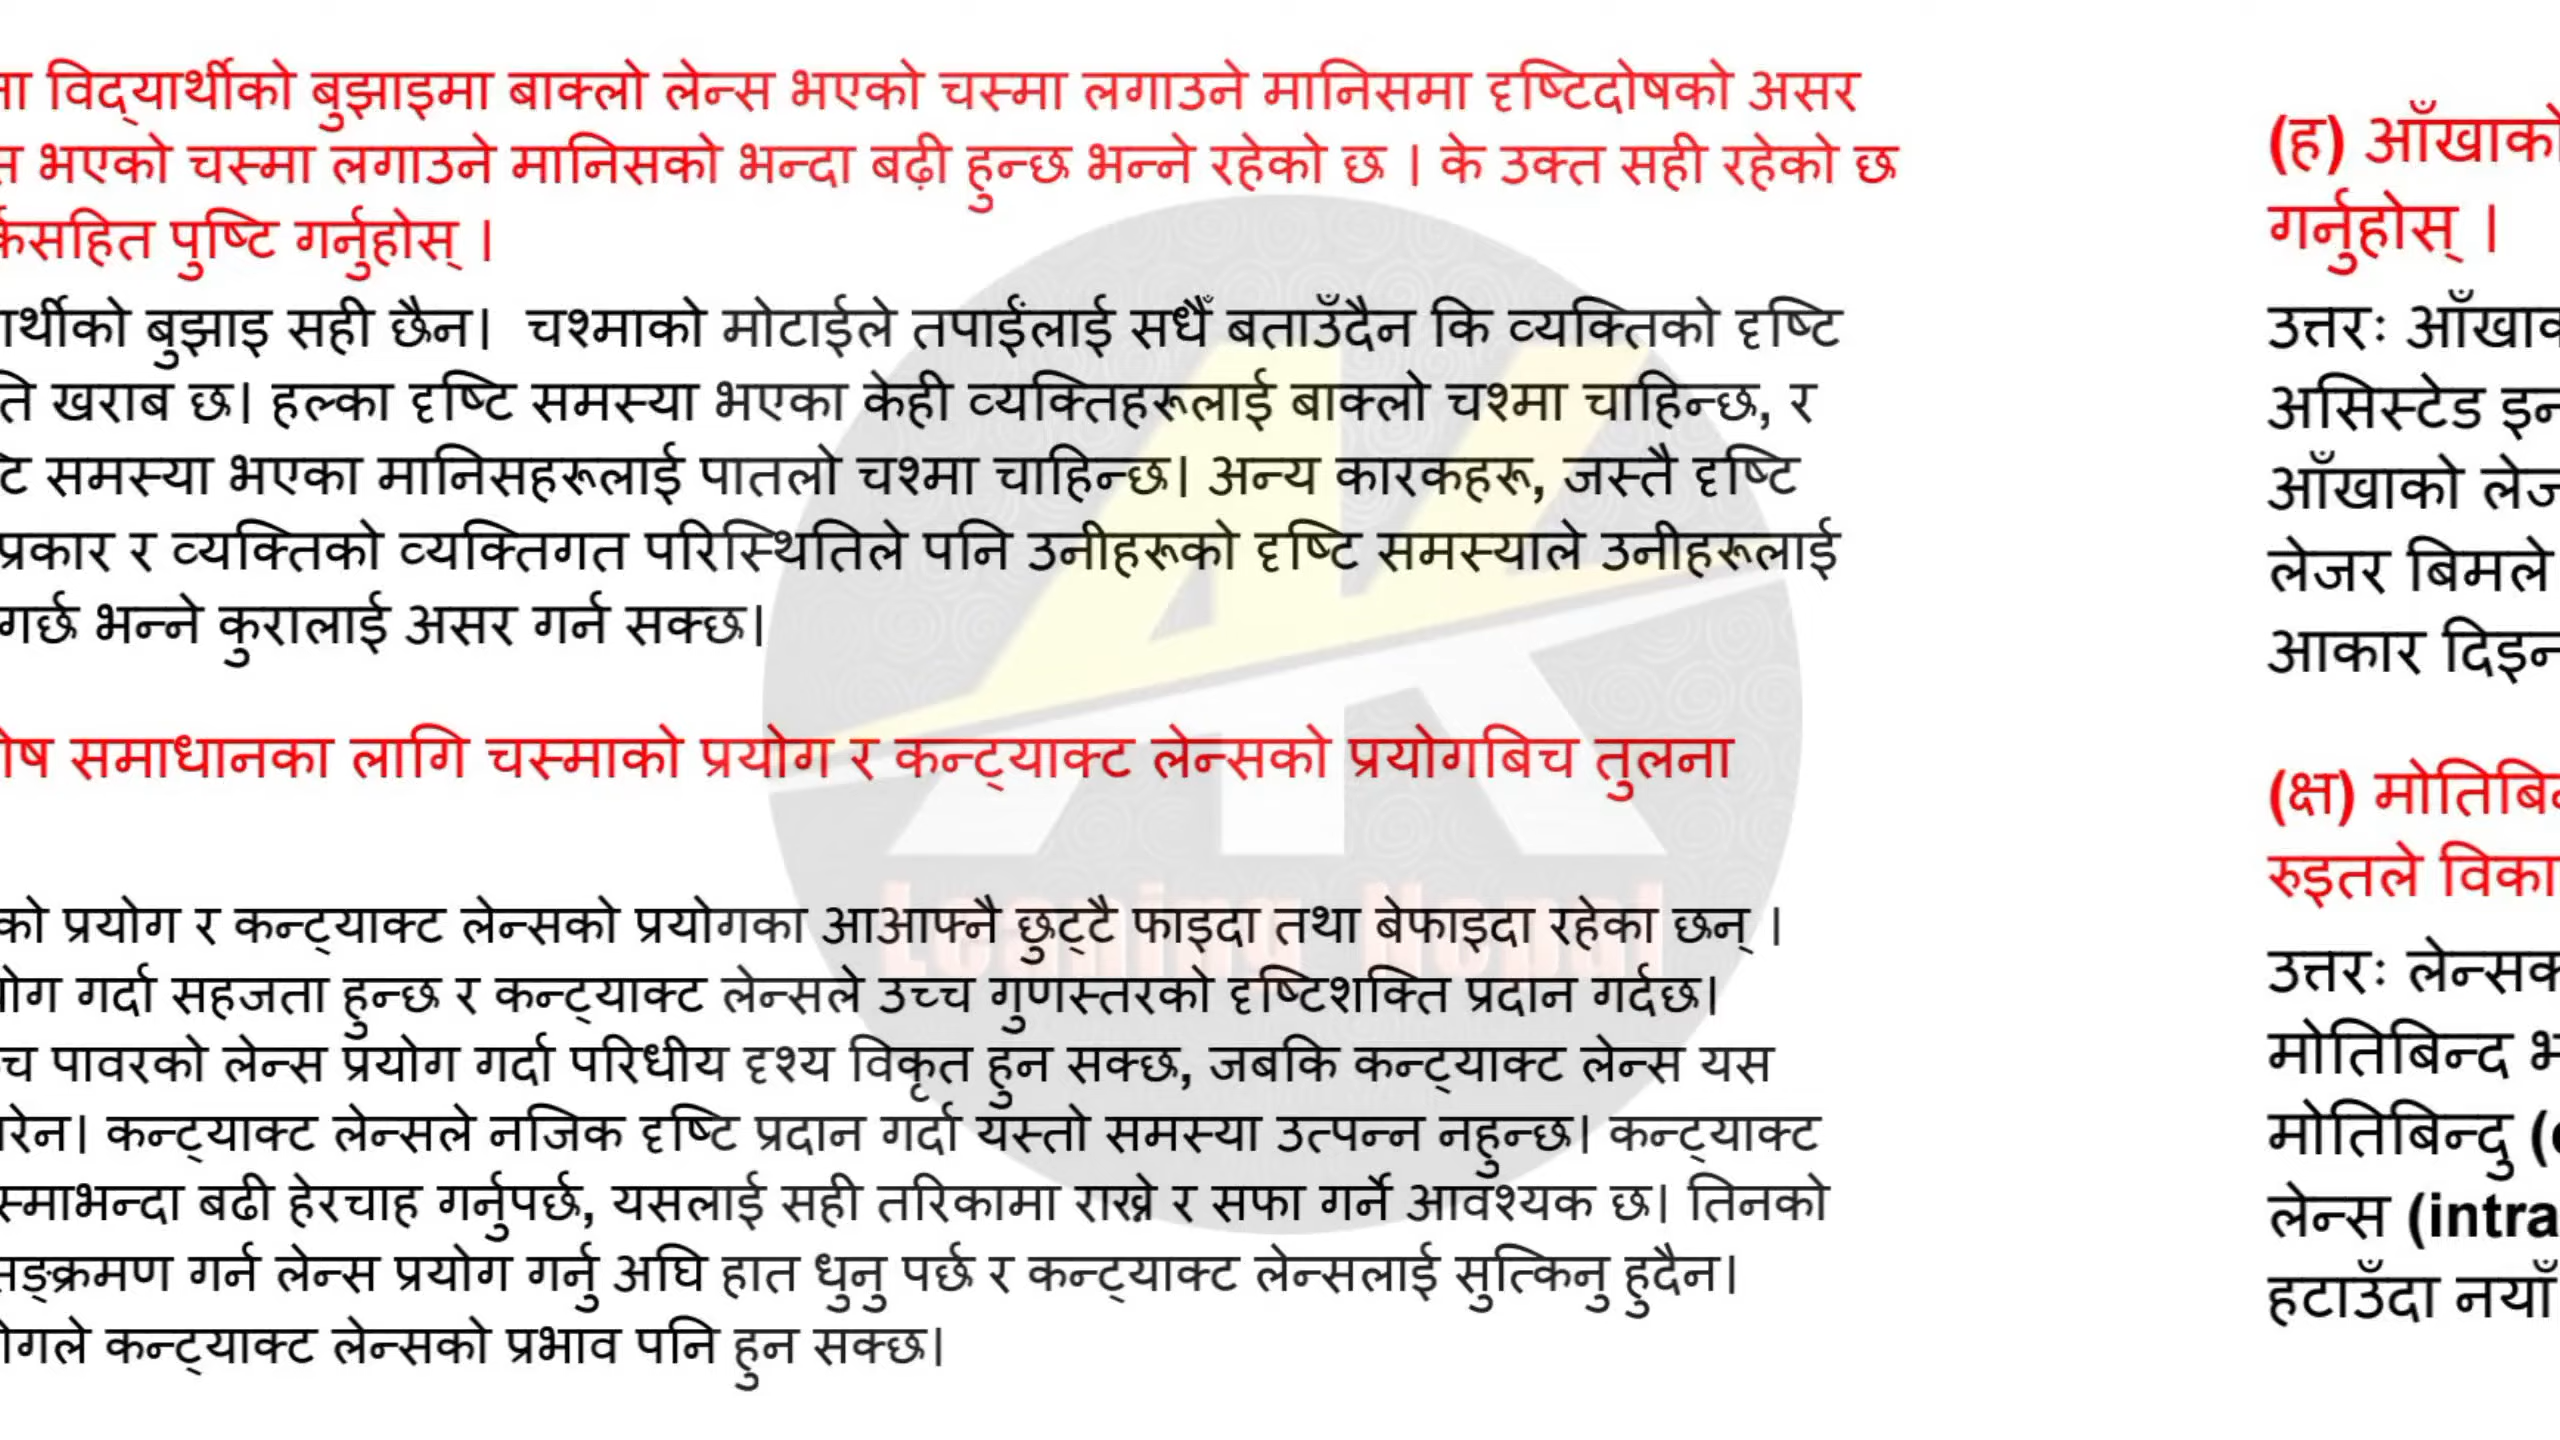 विद्यार्थीको बुझाइमा बाक्लो लेन्स भएको चस्मा लगाउने मानिसमा दृष्टिदोषको असर
भएको चस्मा लगाउने मानिसको भन्दा बढी हुन्छ भन्ने रहेको छ । के उक्त सही रहेको छ
पुष्टि गर्नुहोस् ।
बुझाइ सही छैन। चश्माको मोटाईले तपाईंलाई सधैँ बताउँदैन कि व्यक्तिको दृष्टि
खराब छ। हल्का दृष्टि समस्या भएका केही व्यक्तिहरूलाई बाक्लो चश्मा चाहिन्छ, र
समस्या भएका मानिसहरूलाई पातलो चश्मा चाहिन्छ। अन्य कारकहरू, जस्तै दृष्टि
प्रकार र व्यक्तिको व्यक्तिगत परिस्थितिले पनि उनीहरूको दृष्टि समस्याले उनीहरूलाई
गर्छ भन्ने कुरालाई असर गर्न सक्छ।
समाधानका लागि चस्माको प्रयोग र कन्ट्याक्ट लेन्सको प्रयोगबिच तुलना
को प्रयोग र कन्ट्याक्ट लेन्सको प्रयोगका आआफ्नै छुट्टै फाइदा तथा बेफाइदा रहेका छन् ।
गर्दा सहजता हुन्छ र कन्ट्याक्ट लेन्सले उच्च गुणस्तरको दृष्टिशक्ति प्रदान गर्दछ।
पावरको लेन्स प्रयोग गर्दा परिधीय दृश्य विकृत हुन सक्छ, जबकि कन्ट्याक्ट लेन्स यस
कन्ट्याक्ट लेन्सले नजिक दृष्टि प्रदान गर्दा यस्तो समस्या उत्पन्न नहुन्छ। कन्ट्याक्ट
बढी हेरचाह गर्नुपर्छ, यसलाई सही तरिकामा राख्ने र सफा गर्ने आवश्यक छ। तिनको
गर्न लेन्स प्रयोग गर्नु अघि हात धुनु पर्छ र कन्ट्याक्ट लेन्सलाई सुत्किनु हुदैन।
कन्ट्याक्ट लेन्सको प्रभाव पनि हुन सक्छ।
AK
Leaning Nepal
(ह) आँखाको
गर्नुहोस् ।
उत्तरः
असिस्टेड
आँखाको
लेजर बिमले
आकार
(क्ष)
रुइतले
उत्तरः
मोतिबिन्द
मोतिबिन्दु
लेन्स (intra
हटाउँदा नयाँ